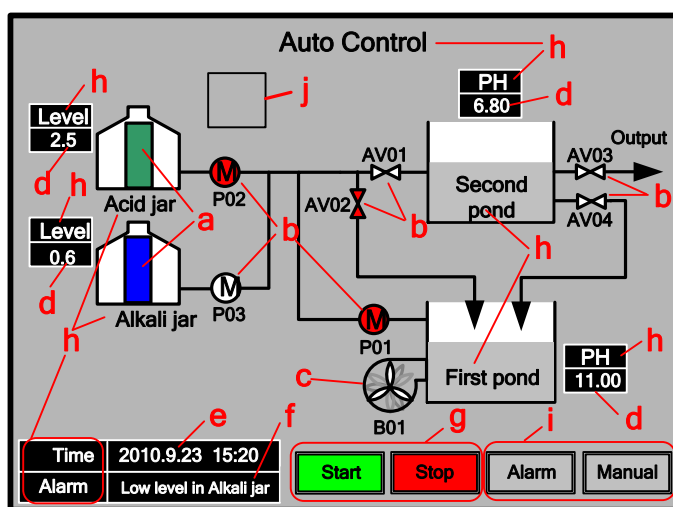 Auto Control
h
h
PH
6.80
d
j
h
Level
2.5
d
h
Acid jar
a
M
P02
AV01
AV02
b
Second
pond
h
Output
AV03
AV04
b
Level
0.6
d
h
Alkali jar
b
M
P03
M
P01
c
B01
First pond
PH
11.00
h
d
e
f
g
i
Time
2010.9.23 15:20
Alarm
Low level in Alkali jar
Start
Stop
Alarm
Manual